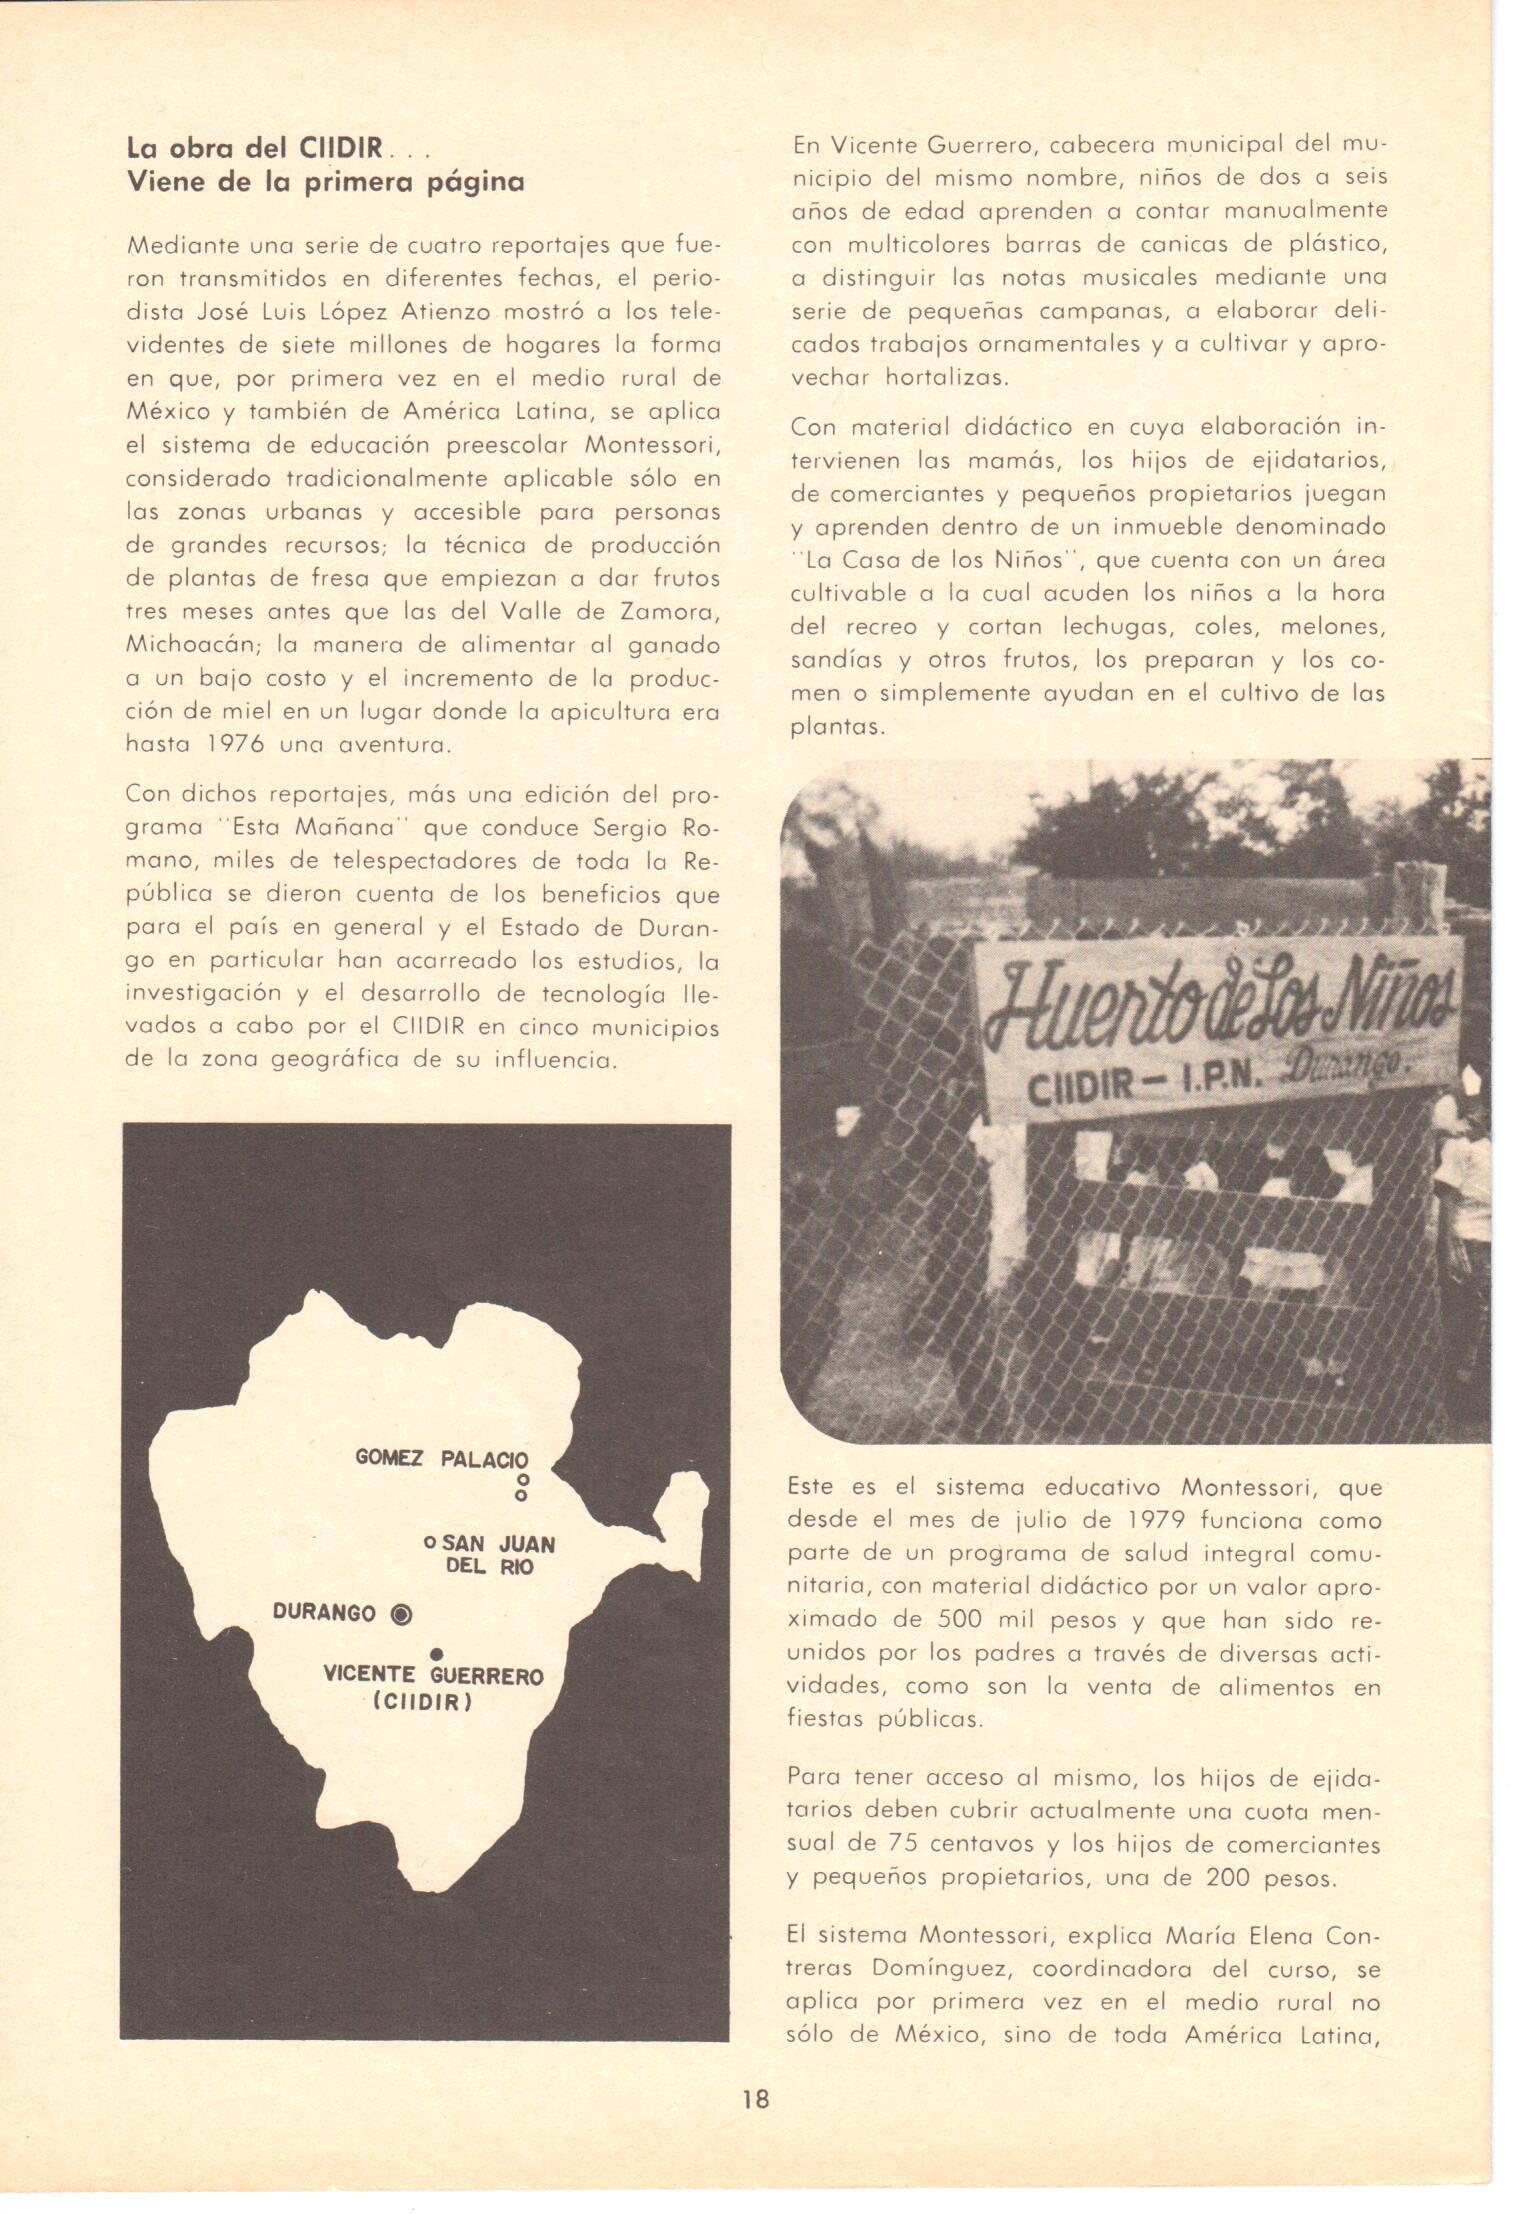 La obra del CIIDIR. . .
Viene de la primera página
Mediante una serie de cuatro reportajes que fue-
ron transmitidos en diferentes fechas, el perio-
dista José Luis López Atienzo mostró a los tele-
videntes de siete millones de hogares la forma
en que, por primera vez en el medio rural de
México y también de América Latina, se aplica
el sistema de educación preescolar Montessori,
considerado tradicionalmente aplicable sólo en
las zonas urbanas y accesible para personas
de grandes recursos; la técnica de producción
de plantas de fresa que empiezan a dar frutos
tres meses antes que las del Valle de Zamora,
Michoacán; la manera de alimentar al ganado
a un bajo costo y el incremento de la produc-
ción de miel en un lugar donde la apicultura era
hasta 1976 una aventura.
Con dichos reportajes, más una edición del pro-
grama "Esta Mañana" que conduce Sergio Ro-
mano, miles de telespectadores de toda la Re-
pública se dieron cuenta de los beneficios que
para el país en general y el Estado de Duran-
go en particular han acarreado los estudios, la
investigación y el desarrollo de tecnología lle-
vados a cabo por el CIIDIR en cinco municipios
de la zona geográfica de su influencia.
GOMEZ PALACIO
SAN JUAN
DEL RIO
DURANGO
VICENTE GUERRERO
(CIIDIR)
En Vicente Guerrero, cabecera municipal del mu-
nicipio del mismo nombre, niños de dos a seis
años de edad aprenden a contar manualmente
con multicolores barras de canicas de plástico,
a distinguir las notas musicales mediante una
serie de pequeñas campanas, a elaborar deli-
cados trabajos ornamentales y a cultivar y apro-
vechar hortalizas.
Con material didáctico en cuya elaboración in-
tervienen las mamás, los hijos de ejidatarios,
de comerciantes y pequeños propietarios juegan
y aprenden dentro de un inmueble denominado
"La Casa de los Niños", que cuenta con un área
cultivable a la cual acuden los niños a la hora
del recreo y cortan lechugas, coles, melones,
sandías y otros frutos, los preparan y los co-
men o simplemente ayudan en el cultivo de las
plantas.
Huerto de Los Niños
CIIDIR — I.P.N. Durango.
Este es el sistema educativo Montessori, que
desde el mes de julio de 1979 funciona como
parte de un programa de salud integral comu-
nitaria, con material didáctico por un valor apro-
ximado de 500 mil pesos y que han sido re-
unidos por los padres a través de diversas acti-
vidades, como son la venta de alimentos en
fiestas públicas.
Para tener acceso al mismo, los hijos de ejida-
tarios deben cubrir actualmente una cuota men-
sual de 75 centavos y los hijos de comerciantes
y pequeños propietarios, una de 200 pesos.
El sistema Montessori, explica María Elena Con-
treras Domínguez, coordinadora del curso, se
aplica por primera vez en el medio rural no
sólo de México, sino de toda América Latina,
18